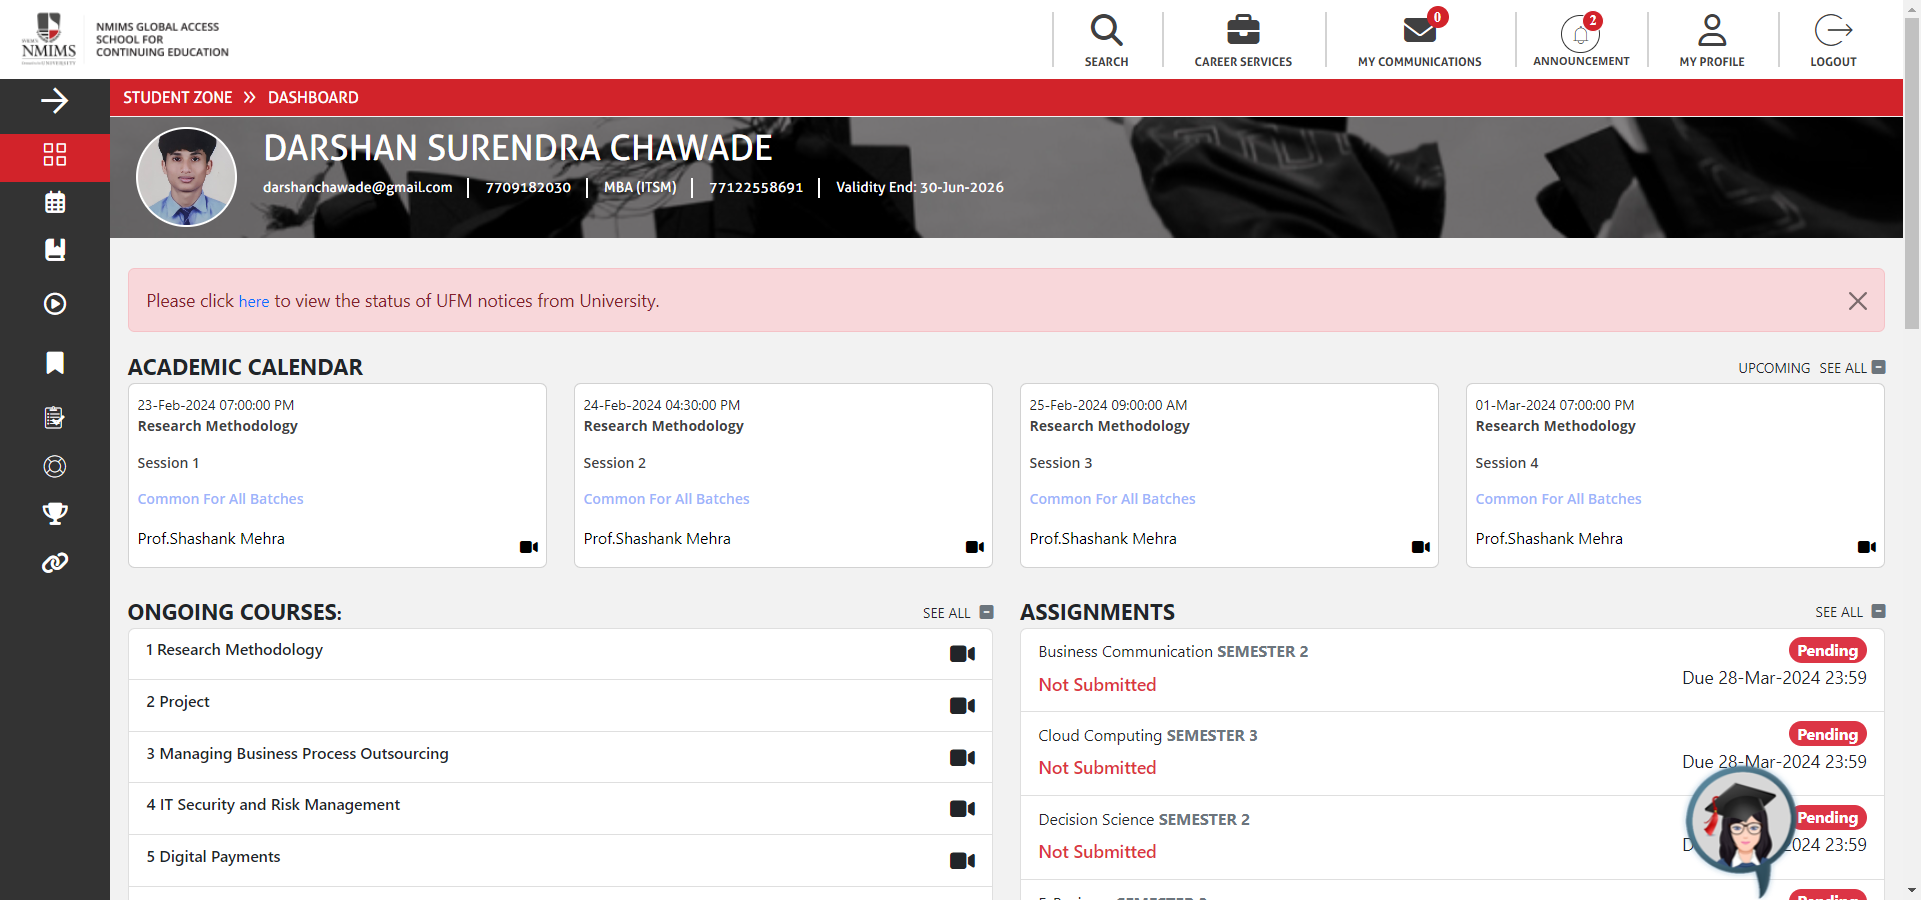 NMIMS
NMIMS GLOBAL ACCESS
SCHOOL FOR
CONTINUING EDUCATION
SEARCH
CAREER SERVICES
0
MY COMMUNICATIONS
2
ANNOUNCEMENT
MY PROFILE
LOGOUT
STUDENT ZONE » DASHBOARD
DARSHAN SURENDRA CHAWADE
darshanchawade@gmail.com | 7709182030 | MBA (ITSM) | 77122558691 | Validity End: 30-Jun-2026
Please click here to view the status of UFM notices from University.
ACADEMIC CALENDAR
UPCOMING SEE ALL
23-Feb-2024 07:00:00 PM
Research Methodology
Session 1
Common For All Batches
Prof.Shashank Mehra
24-Feb-2024 04:30:00 PM
Research Methodology
Session 2
Common For All Batches
Prof.Shashank Mehra
25-Feb-2024 09:00:00 AM
Research Methodology
Session 3
Common For All Batches
Prof.Shashank Mehra
01-Mar-2024 07:00:00 PM
Research Methodology
Session 4
Common For All Batches
Prof.Shashank Mehra
ONGOING COURSES:
SEE ALL
1 Research Methodology
2 Project
3 Managing Business Process Outsourcing
4 IT Security and Risk Management
5 Digital Payments
ASSIGNMENTS
SEE ALL
Business Communication SEMESTER 2
Pending
Not Submitted
Due 28-Mar-2024 23:59
Cloud Computing SEMESTER 3
Pending
Not Submitted
Due 28-Mar-2024 23:59
Decision Science SEMESTER 2
Pending
Not Submitted
2024 23:59
Pending